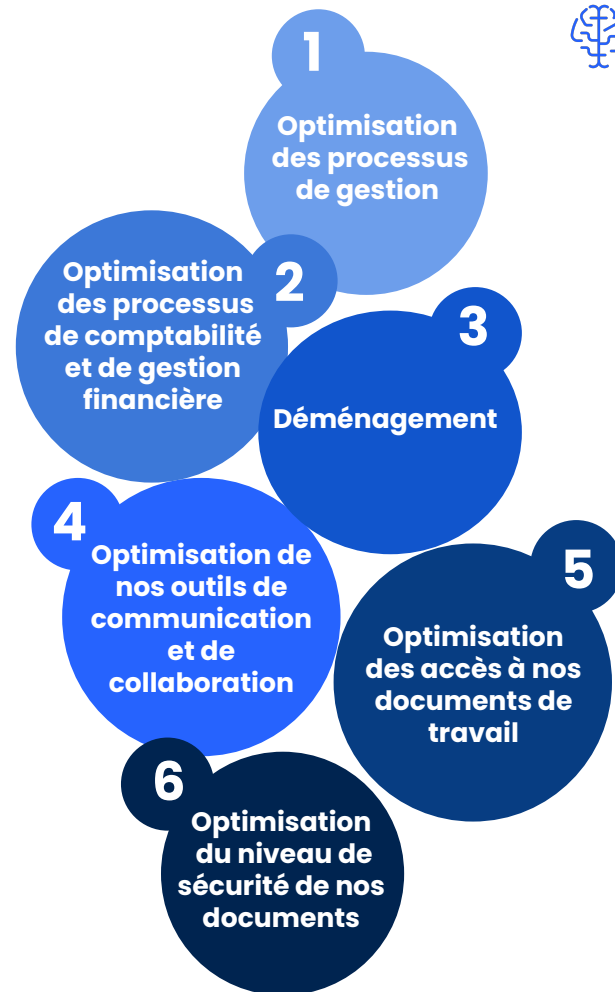 1
Optimisation
des processus
de gestion
2
Optimisation
des processus
de comptabilité
et de gestion
financière
3
Déménagement
4
Optimisation de
nos outils de
communication
et de
collaboration
5
Optimisation
des accès à nos
documents de
travail
6
Optimisation
du niveau de
sécurité de nos
documents